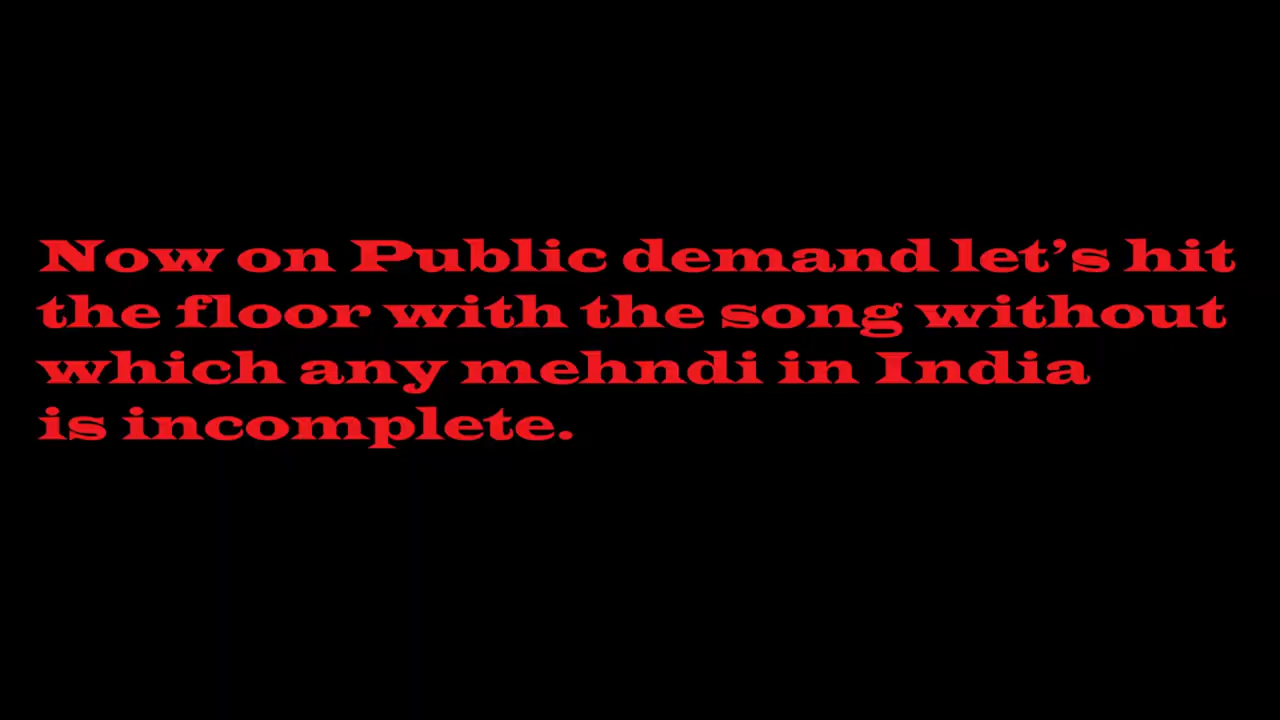 Now on Public demand let’s hit
the floor with the song without
which any mehndi in India
is incomplete.